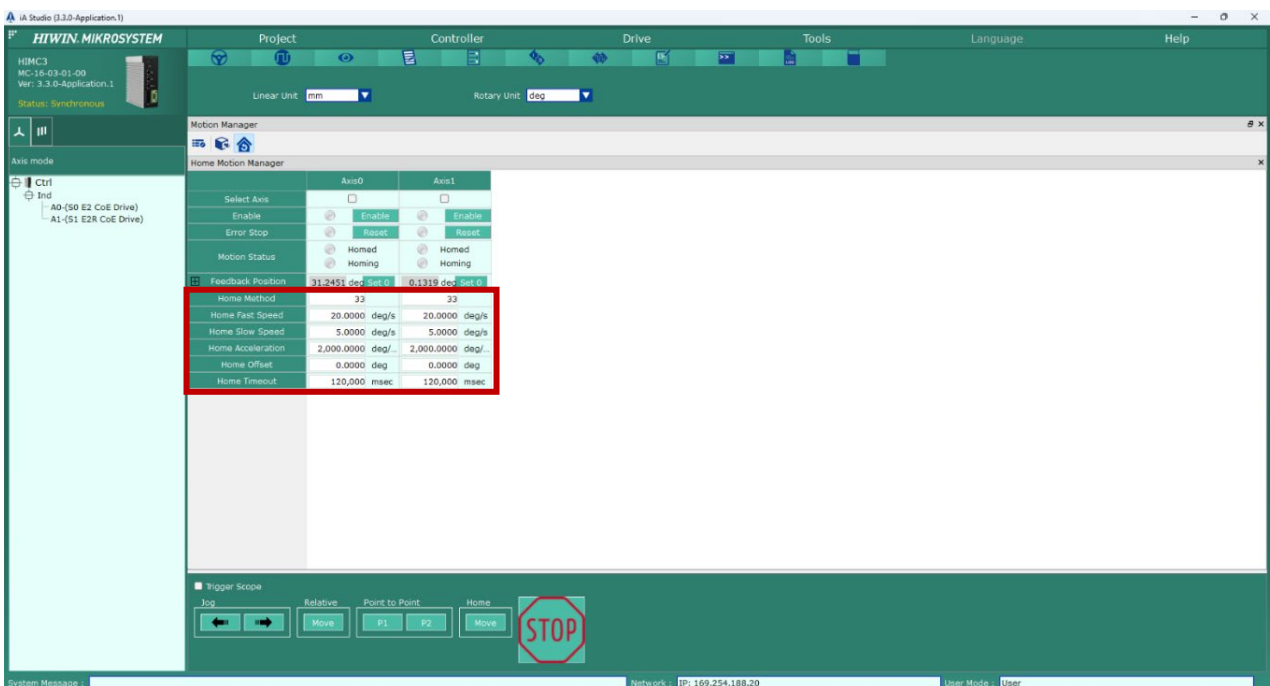 iA Studio (3.3.0-Application.1)
HIWIN. MIKROSYSTEM
Project Controller Drive Tools Language Help
HIMC3
MC-16-03-01-00
Ver: 3.3.0-Application.1
Status: Synchronous
Linear Unit mm Rotary Unit deg
Axis mode
Ctrl
Ind
A0-(S0 E2 CoE Drive)
A1-(S1 E2R CoE Drive)
Motion Manager
Home Motion Manager
Axis0 Axis1
Select Axis
Enable Enable Enable
Error Stop Reset Reset
Motion Status Homed Homed
Homing Homing
Feedback Position 31.2451 deg Set 0 0.1319 deg Set 0
Home Method 33 33
Home Fast Speed 20.0000 deg/s 20.0000 deg/s
Home Slow Speed 5.0000 deg/s 5.0000 deg/s
Home Acceleration 2,000.0000 deg/... 2,000.0000 deg/...
Home Offset 0.0000 deg 0.0000 deg
Home Timeout 120,000 msec 120,000 msec
Trigger Scope
Jog Relative Point to Point Home
Move P1 P2 Move
STOP
System Message : Network : IP: 169.254.188.20 User Mode : User